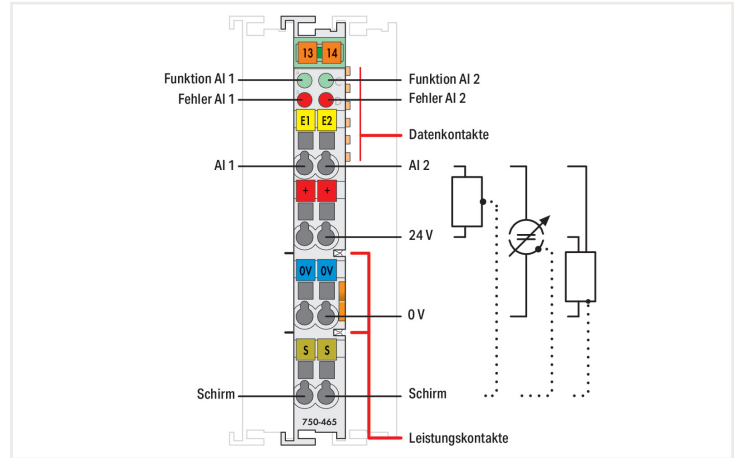 13 14
Funktion AI 1
Funktion AI 2
Fehler AI 1
Fehler AI 2
E1 E2
Datenkontakte
AI 1
AI 2
+ +
24 V
0V 0V
0 V
S S
Schirm
Schirm
750-465
Leistungskontakte